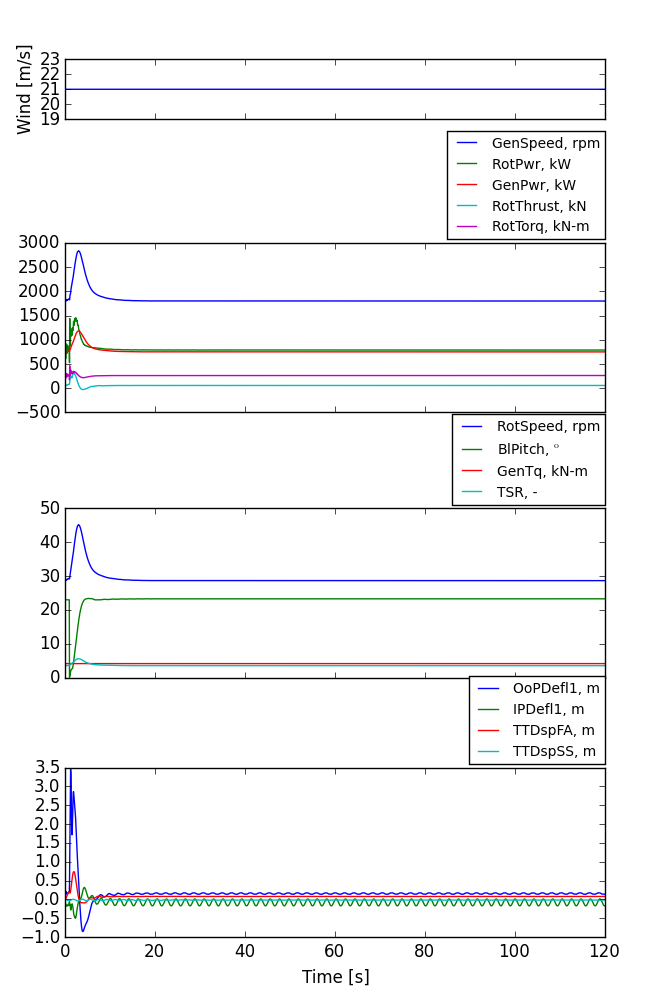 Wind [m/s]
23
22
21
20
19
GenSpeed, rpm
RotPwr, kW
GenPwr, kW
RotThrust, kN
RotTorq, kN-m
3000
2500
2000
1500
1000
500
0
−500
RotSpeed, rpm
BlPitch, °
GenTq, kN-m
TSR, -
50
40
30
20
10
0
OoPDefl1, m
IPDefl1, m
TTDspFA, m
TTDspSS, m
3.5
3.0
2.5
2.0
1.5
1.0
0.5
0.0
−0.5
−1.0
0 20 40 60 80 100 120
Time [s]